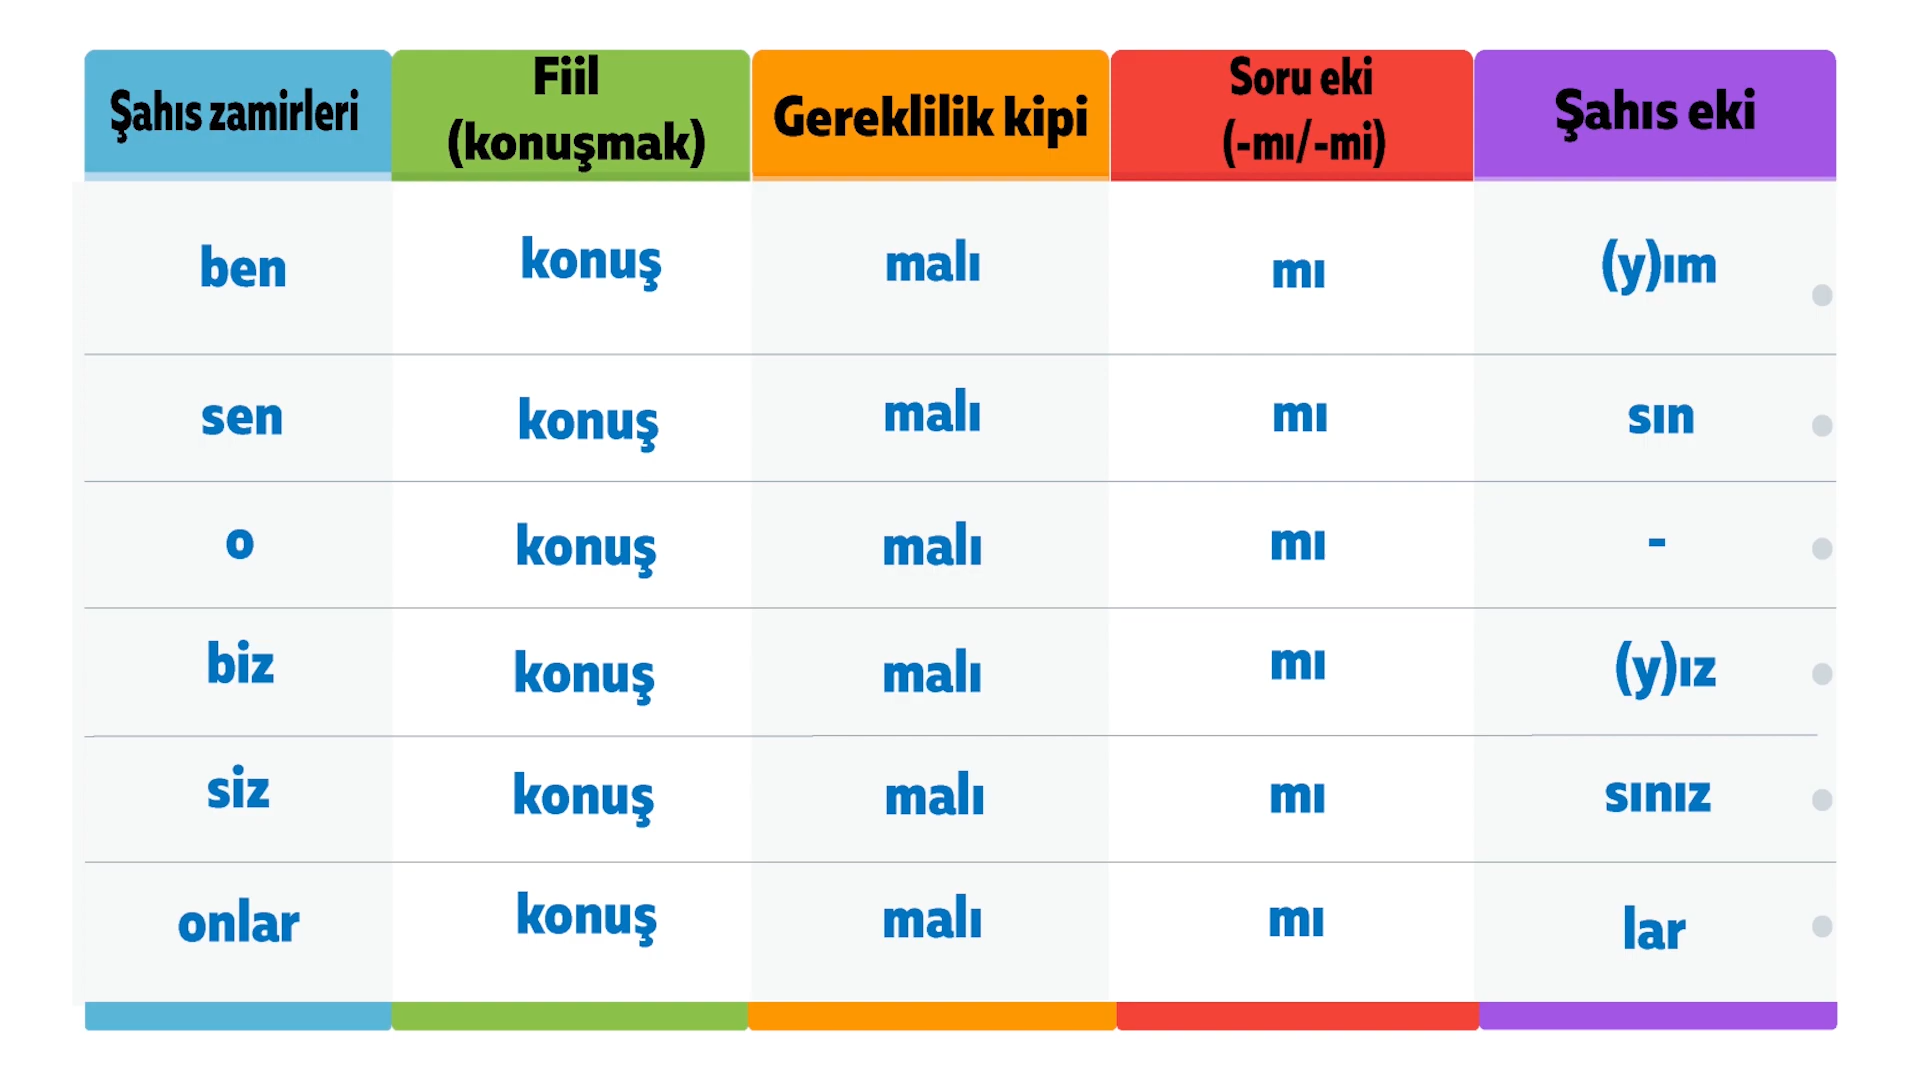 Şahıs zamirleri
Fiil
(konuşmak)
Gereklilik kipi
Soru eki
(-mı/-mi)
Şahıs eki
ben konuş malı mı (y)ım
sen konuş malı mı sın
o konuş malı mı -
biz konuş malı mı (y)ız
siz konuş malı mı sınız
onlar konuş malı mı lar